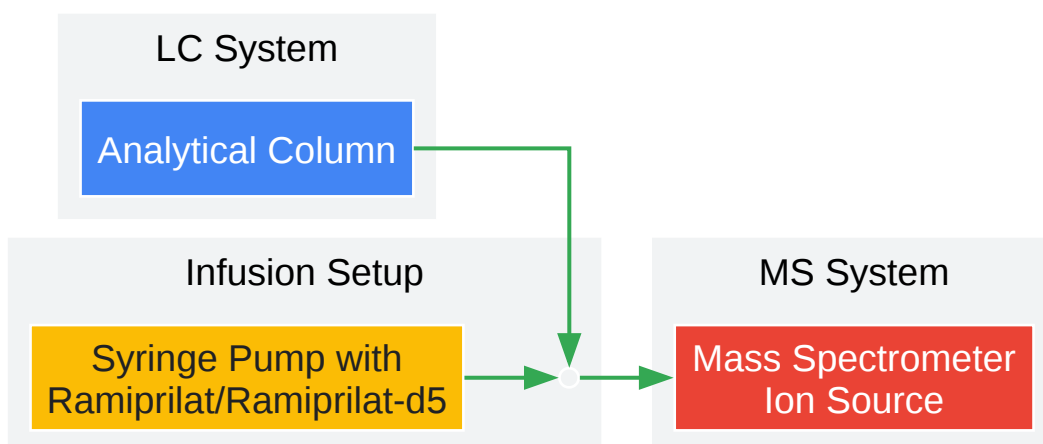 LC System
Analytical Column
Infusion Setup
Syringe Pump with
Ramiprilat/Ramiprilat-d5
MS System
Mass Spectrometer
Ion Source